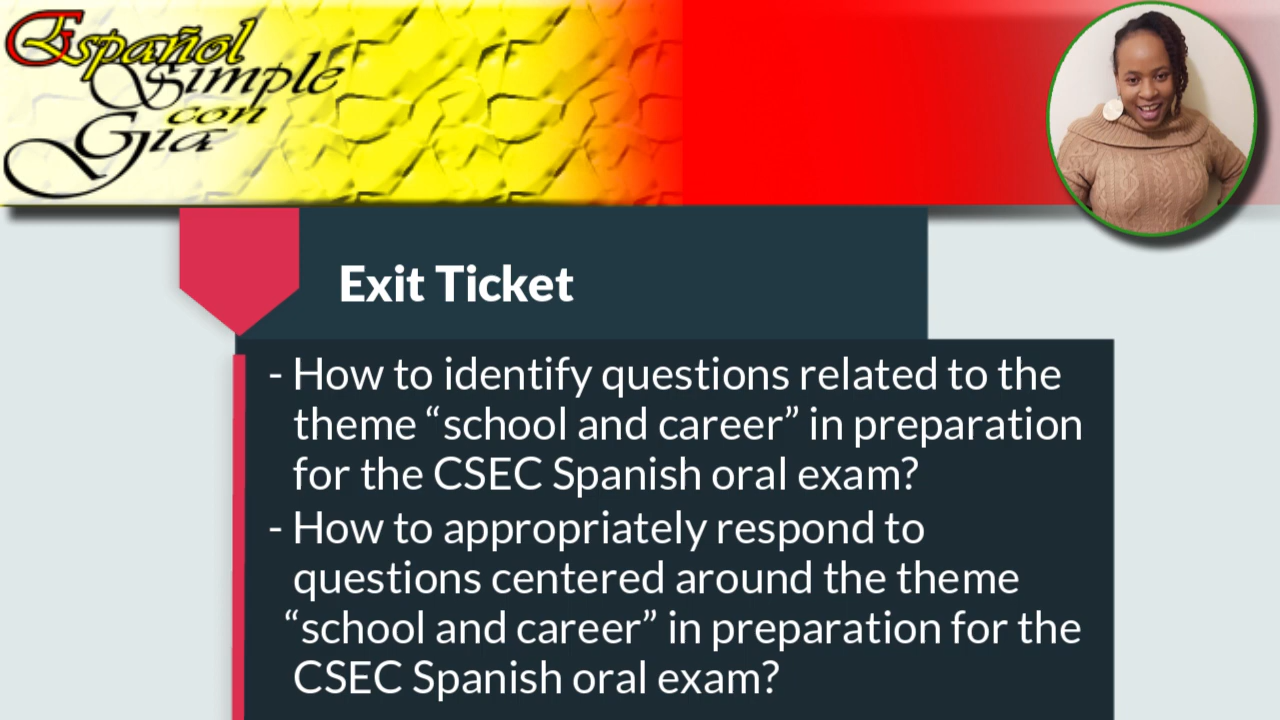 Español
Simple
con
Gia
Exit Ticket
- How to identify questions related to the
theme “school and career” in preparation
for the CSEC Spanish oral exam?
- How to appropriately respond to
questions centered around the theme
“school and career” in preparation for the
CSEC Spanish oral exam?